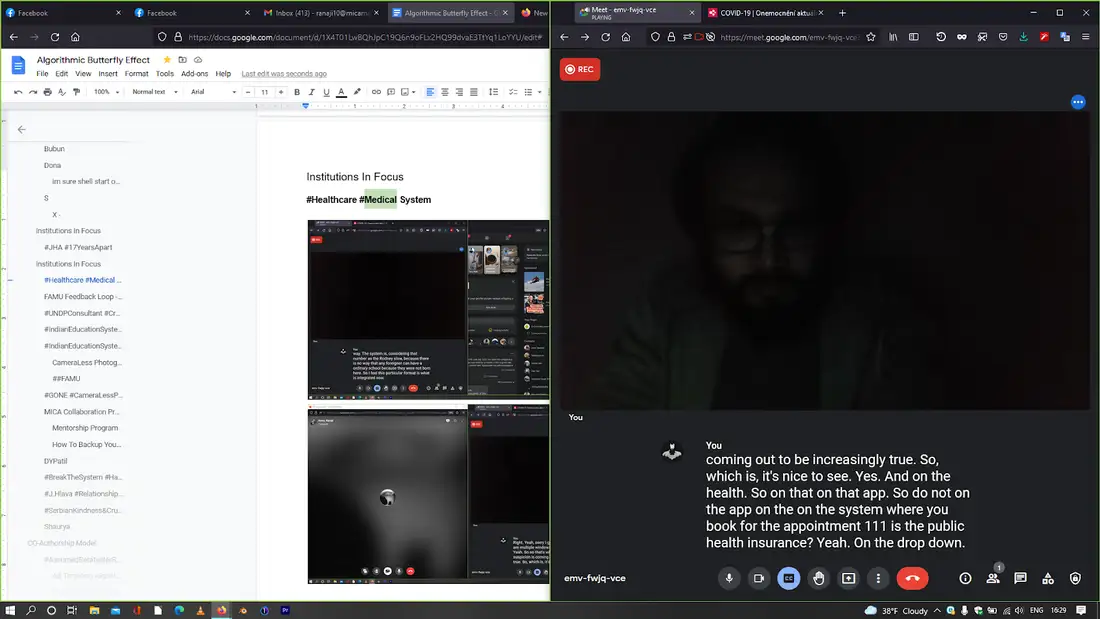 Facebook
Facebook
Inbox (413) - ranaji10@micamail
Algorithmic Butterfly Effect - G
New
Meet - emv-fwjq-vce
PLAYING
COVID-19 | Onemocnění aktuál
https://meet.google.com/emv-fwjq-vce
Algorithmic Butterfly Effect
File Edit View Insert Format Tools Add-ons Help Last edit was seconds ago
100% Normal text Arial 11
REC
Bubun
Dona
im sure shell start o...
S
X -
Institutions In Focus
#JHA #17YearsApart
Institutions In Focus
#Healthcare #Medical ...
FAMU Feedback Loop -...
#UNDPConsultant #Cr...
#IndianEducationSyste...
#IndianEducationSyste...
CameraLess Photog...
##FAMU
#GONE #CameraLessP...
MICA Collaboration Pr...
Mentorship Program
How To Backup You...
DYPatil
#BreakTheSystem #Ha...
#J.Hlava #Relationship...
#SerbianKindness&Cru...
Shaurya
CO-Authorship Model
Institutions In Focus
#Healthcare #Medical System
You
You
coming out to be increasingly true. So,
which is, it's nice to see. Yes. And on the
health. So on that on that app. So do not on
the app on the on the system where you
book for the appointment 111 is the public
health insurance? Yeah. On the drop down.
emv-fwjq-vce
1
38°F Cloudy
ENG
16:29